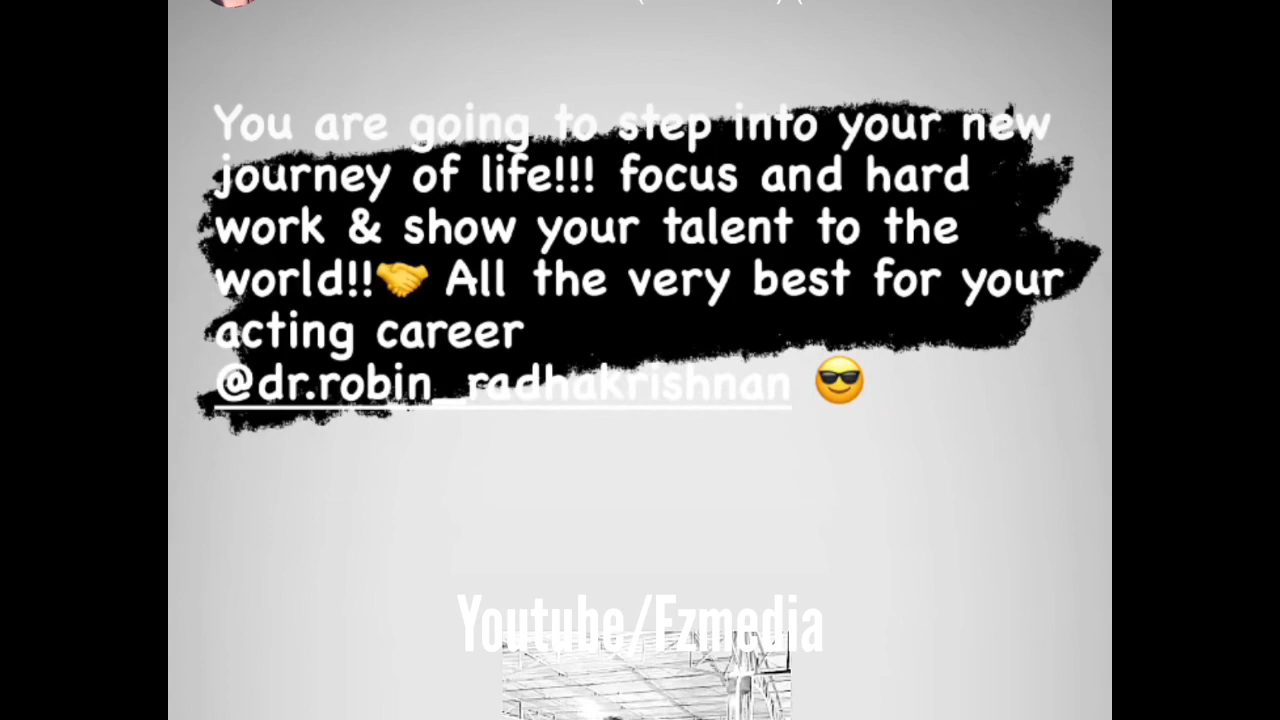 You are going to step into your new
journey of life!!! focus and hard
work & show your talent to the
world!!🤝 All the very best for your
acting career
@dr.robin_radhakrishnan 😎
Youtube/Fzmedia